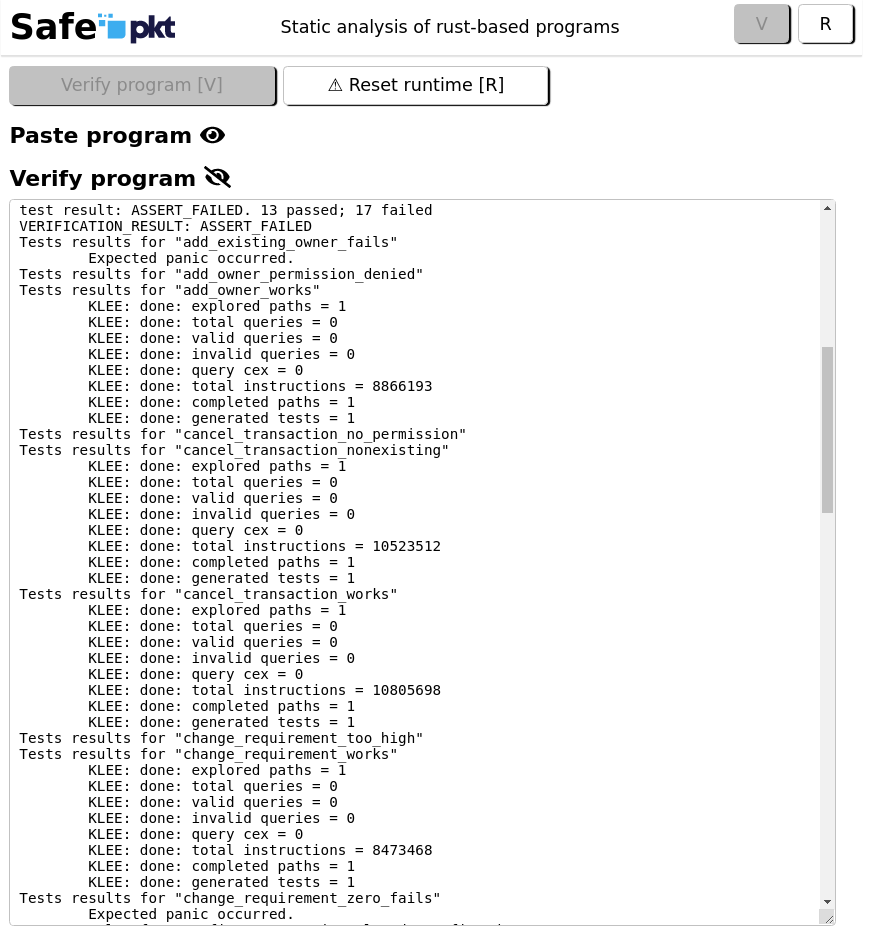 Safe pkt
Static analysis of rust-based programs
V
R
Verify program [V]
⚠ Reset runtime [R]
Paste program
Verify program
test result: ASSERT_FAILED. 13 passed; 17 failed
VERIFICATION_RESULT: ASSERT_FAILED
Tests results for "add_existing_owner_fails"
Expected panic occurred.
Tests results for "add_owner_permission_denied"
Tests results for "add_owner_works"
KLEE: done: explored paths = 1
KLEE: done: total queries = 0
KLEE: done: valid queries = 0
KLEE: done: invalid queries = 0
KLEE: done: query cex = 0
KLEE: done: total instructions = 8866193
KLEE: done: completed paths = 1
KLEE: done: generated tests = 1
Tests results for "cancel_transaction_no_permission"
Tests results for "cancel_transaction_nonexisting"
KLEE: done: explored paths = 1
KLEE: done: total queries = 0
KLEE: done: valid queries = 0
KLEE: done: invalid queries = 0
KLEE: done: query cex = 0
KLEE: done: total instructions = 10523512
KLEE: done: completed paths = 1
KLEE: done: generated tests = 1
Tests results for "cancel_transaction_works"
KLEE: done: explored paths = 1
KLEE: done: total queries = 0
KLEE: done: valid queries = 0
KLEE: done: invalid queries = 0
KLEE: done: query cex = 0
KLEE: done: total instructions = 10805698
KLEE: done: completed paths = 1
KLEE: done: generated tests = 1
Tests results for "change_requirement_too_high"
Tests results for "change_requirement_works"
KLEE: done: explored paths = 1
KLEE: done: total queries = 0
KLEE: done: valid queries = 0
KLEE: done: invalid queries = 0
KLEE: done: query cex = 0
KLEE: done: total instructions = 8473468
KLEE: done: completed paths = 1
KLEE: done: generated tests = 1
Tests results for "change_requirement_zero_fails"
Expected panic occurred.